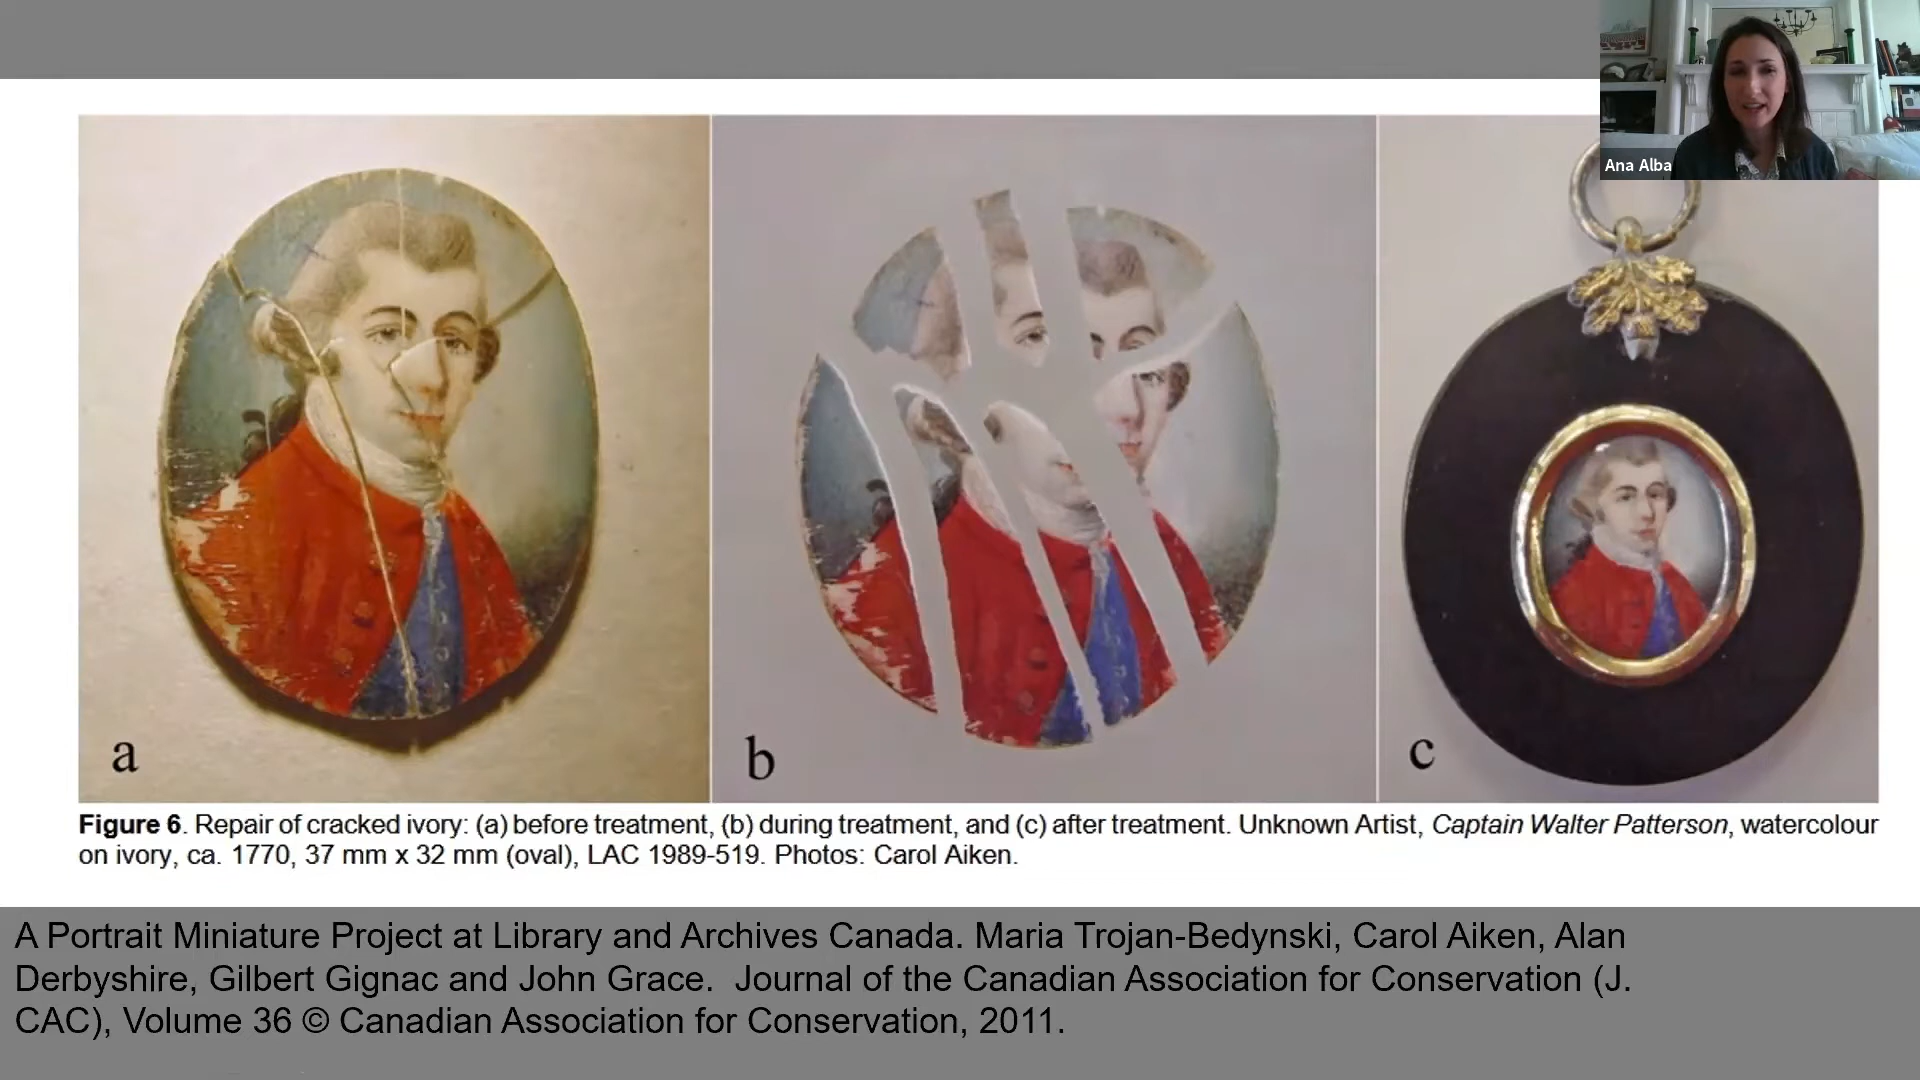 Ana Alba
a
b
c
Figure 6. Repair of cracked ivory: (a) before treatment, (b) during treatment, and (c) after treatment. Unknown Artist, Captain Walter Patterson, watercolour
on ivory, ca. 1770, 37 mm x 32 mm (oval), LAC 1989-519. Photos: Carol Aiken.
A Portrait Miniature Project at Library and Archives Canada. Maria Trojan-Bedynski, Carol Aiken, Alan
Derbyshire, Gilbert Gignac and John Grace.  Journal of the Canadian Association for Conservation (J.
CAC), Volume 36 © Canadian Association for Conservation, 2011.